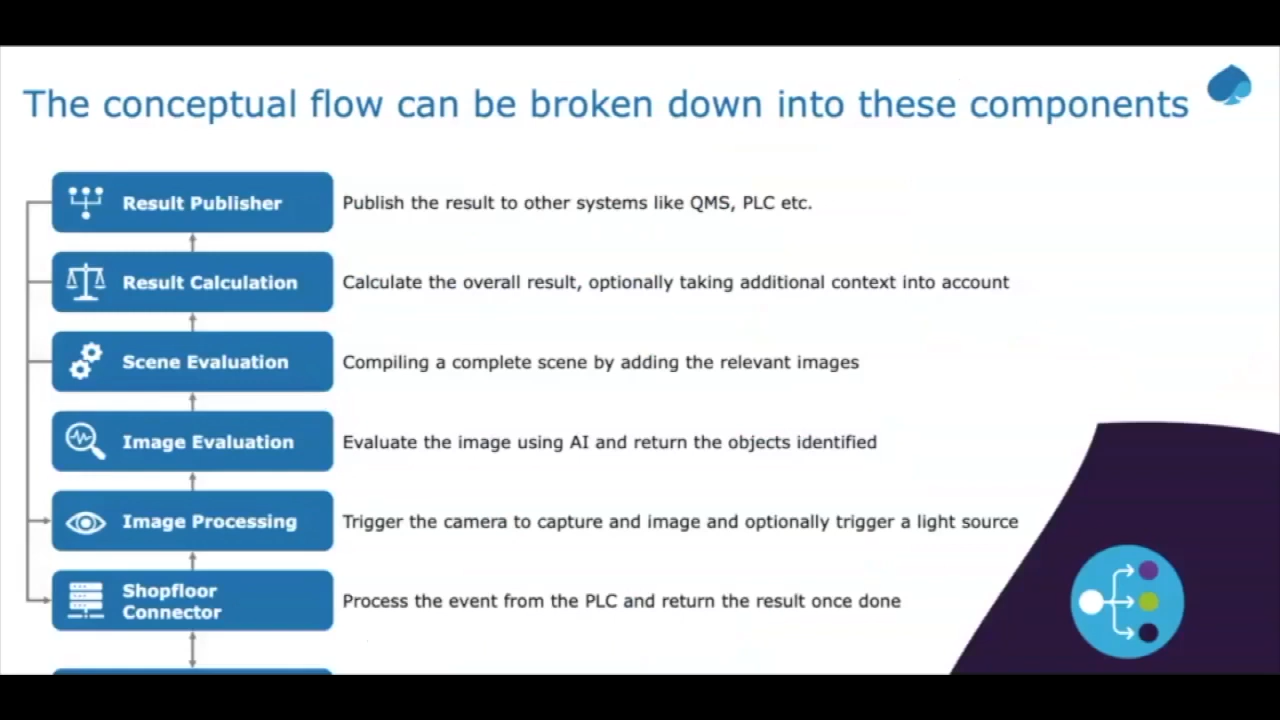 The conceptual flow can be broken down into these components
Result Publisher
Publish the result to other systems like QMS, PLC etc.
Result Calculation
Calculate the overall result, optionally taking additional context into account
Scene Evaluation
Compiling a complete scene by adding the relevant images
Image Evaluation
Evaluate the image using AI and return the objects identified
Image Processing
Trigger the camera to capture and image and optionally trigger a light source
Shopfloor
Connector
Process the event from the PLC and return the result once done